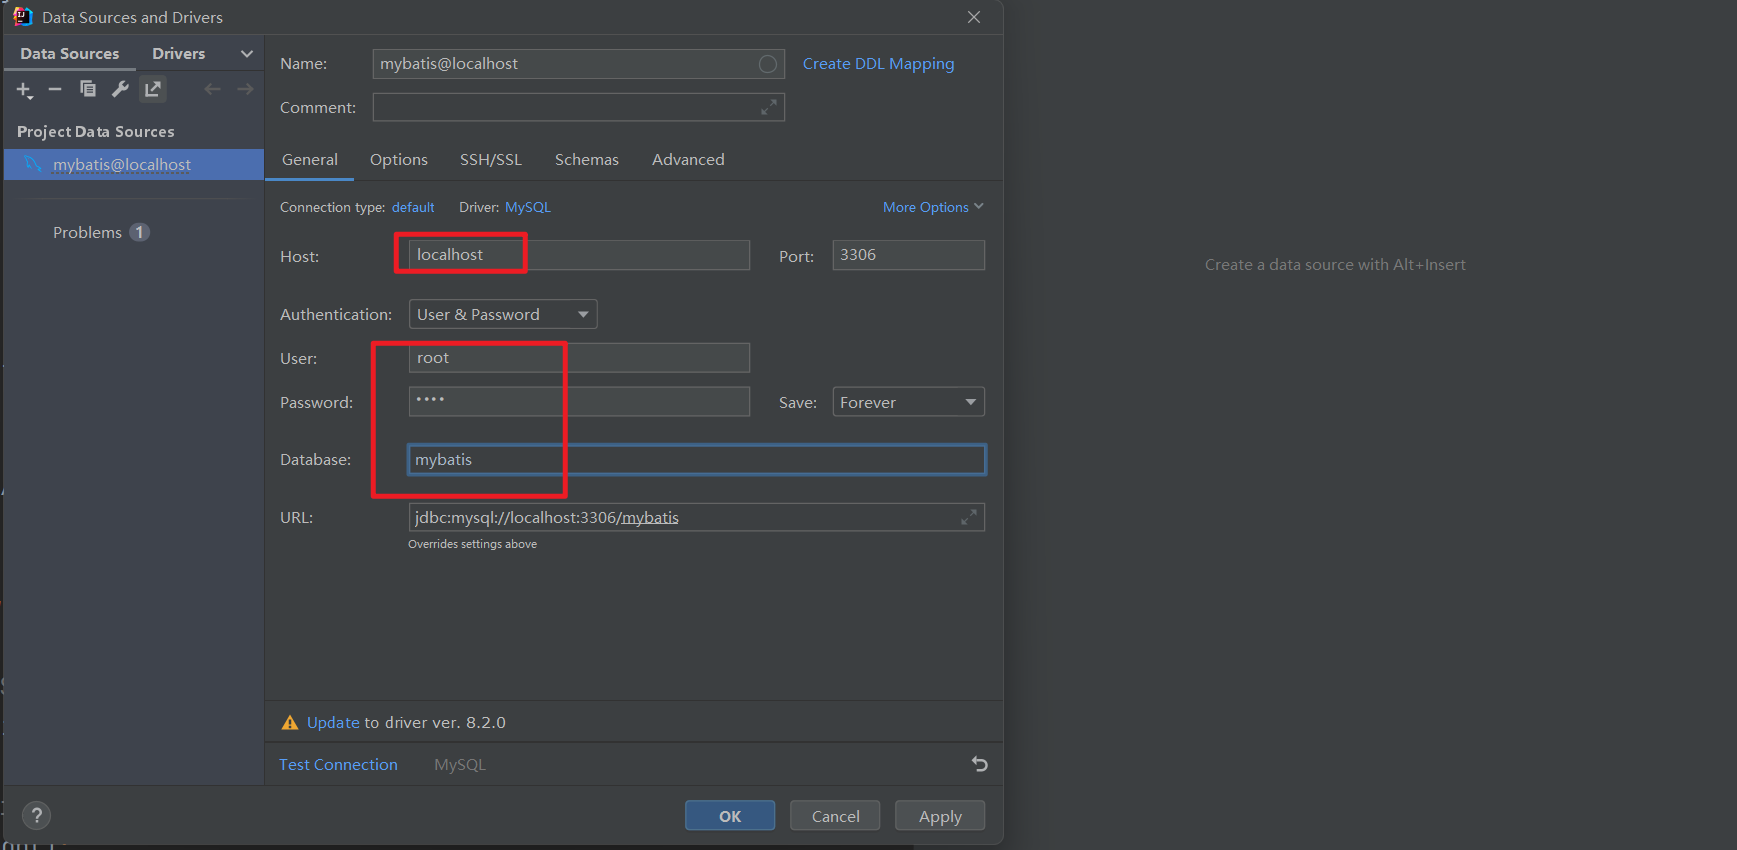 Data Sources and Drivers
Data Sources Drivers
Name: mybatis@localhost Create DDL Mapping
Comment:
Project Data Sources
mybatis@localhost
General Options SSH/SSL Schemas Advanced
Connection type: default Driver: MySQL More Options
Problems 1
Host: localhost Port: 3306
Create a data source with Alt+Insert
Authentication: User & Password
User: root
Password: •••• Save: Forever
Database: mybatis
URL: jdbc:mysql://localhost:3306/mybatis
Overrides settings above
Update to driver ver. 8.2.0
Test Connection MySQL
? OK Cancel Apply